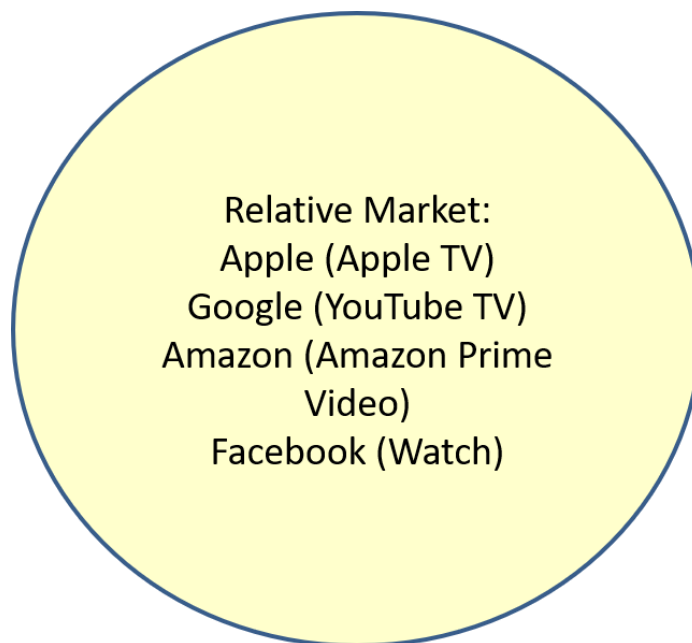 Relative Market:
Apple (Apple TV)
Google (YouTube TV)
Amazon (Amazon Prime
Video)
Facebook (Watch)